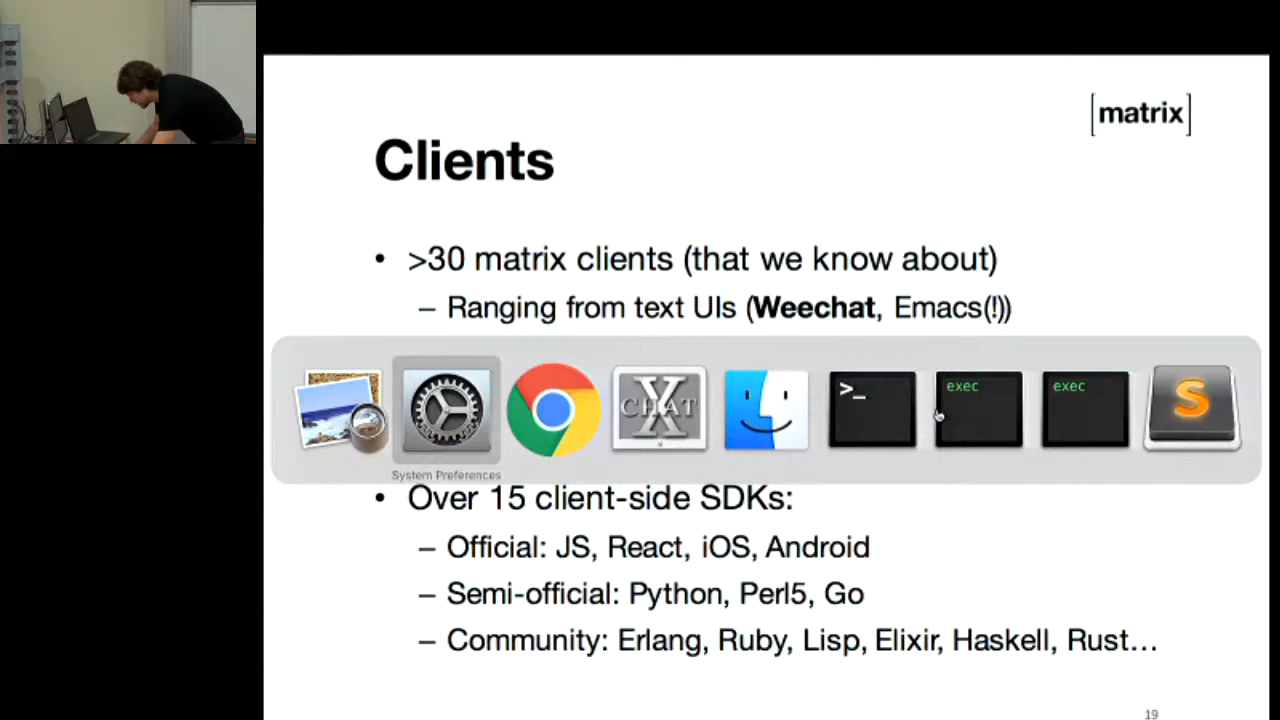 [matrix]
Clients
• >30 matrix clients (that we know about)
– Ranging from text UIs (Weechat, Emacs(!))
X CHAT
>_
exec
exec
S
System Preferences
• Over 15 client-side SDKs:
– Official: JS, React, iOS, Android
– Semi-official: Python, Perl5, Go
– Community: Erlang, Ruby, Lisp, Elixir, Haskell, Rust…
19